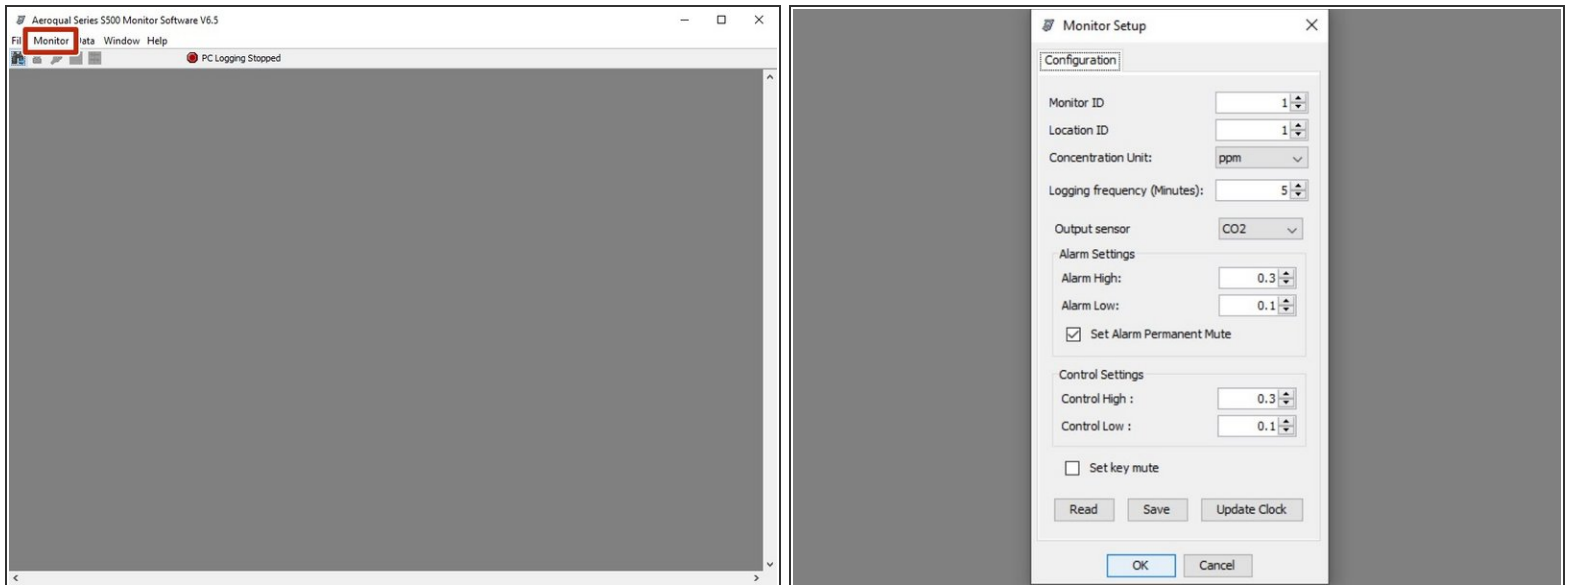 Aeroqual Series S500 Monitor Software V6.5
Fil Monitor ata Window Help
PC Logging Stopped
Monitor Setup
Configuration
Monitor ID 1
Location ID 1
Concentration Unit: ppm
Logging frequency (Minutes): 5
Output sensor CO2
Alarm Settings
Alarm High: 0.3
Alarm Low: 0.1
Set Alarm Permanent Mute
Control Settings
Control High : 0.3
Control Low : 0.1
Set key mute
Read Save Update Clock
OK Cancel